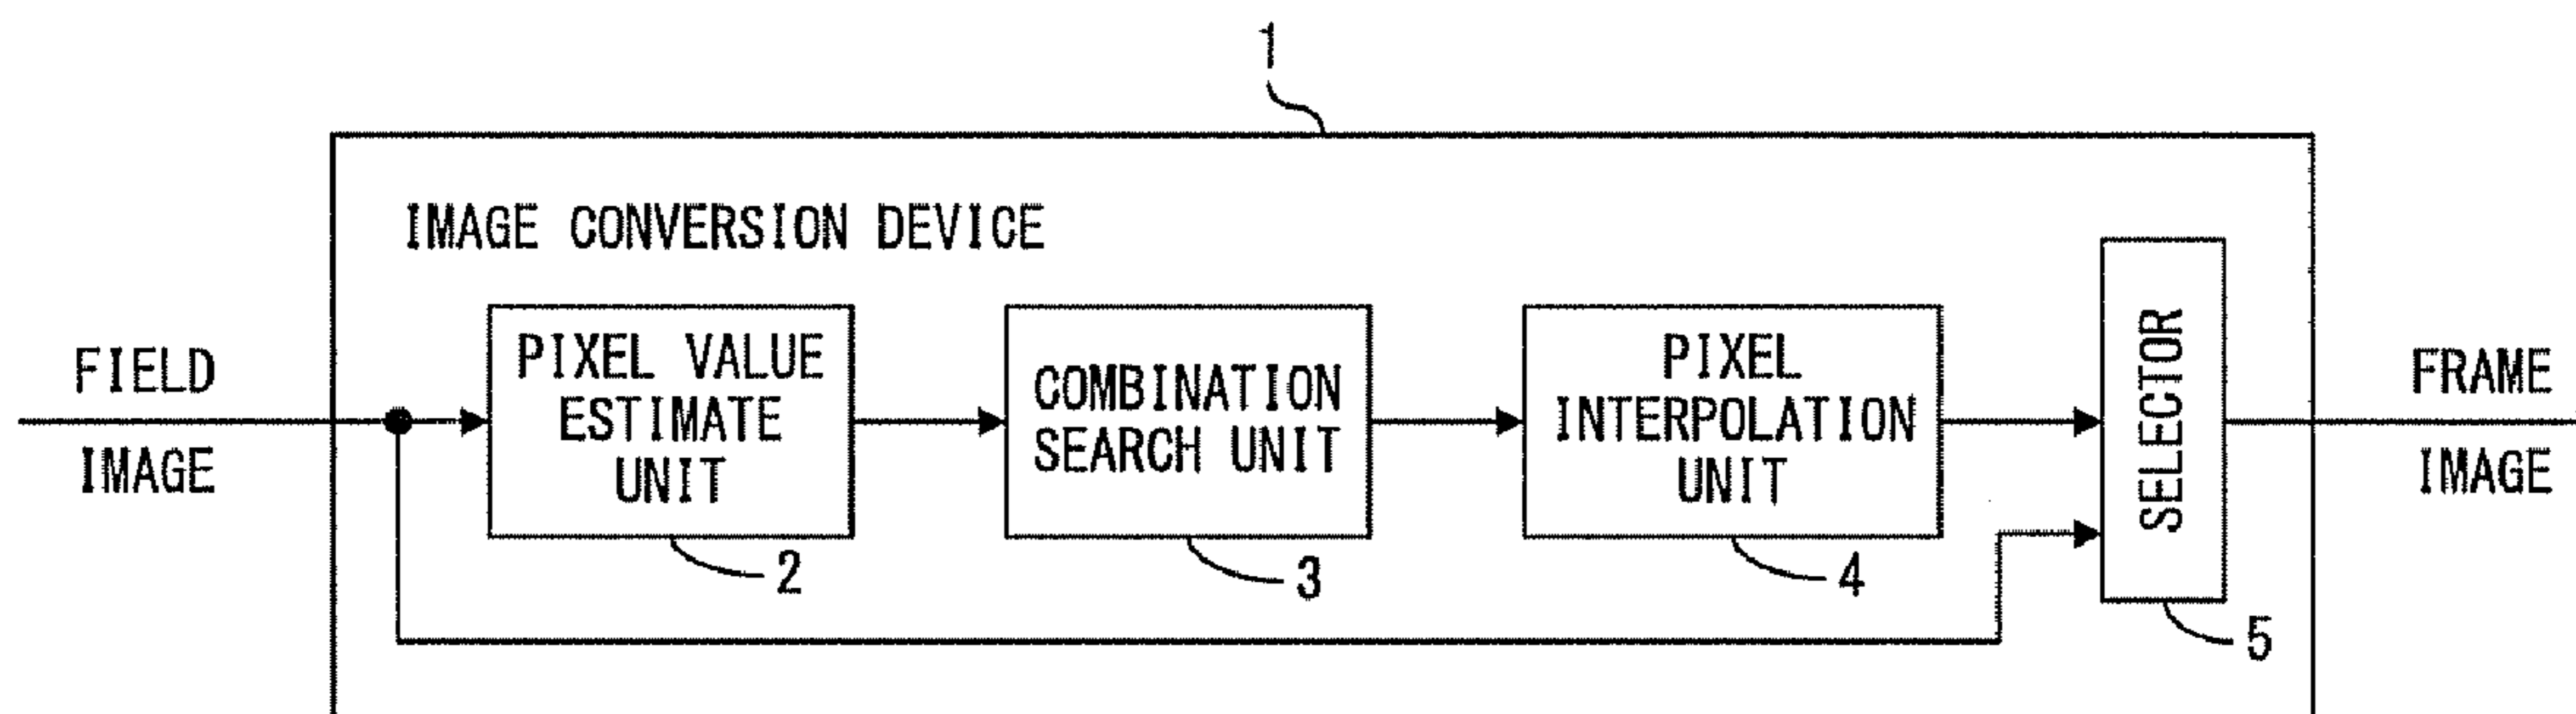 1
IMAGE CONVERSION DEVICE
FIELD
IMAGE
PIXEL VALUE
ESTIMATE
UNIT
2
COMBINATION
SEARCH UNIT
3
PIXEL
INTERPOLATION
UNIT
4
SELECTOR
5
FRAME
IMAGE